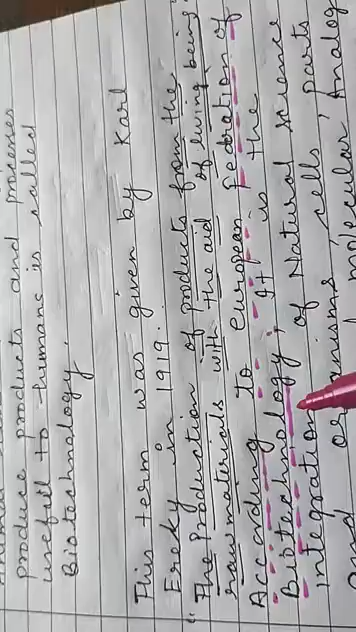 produce products and processes
useful to humans is called
Biotechnology.
This term was given by Karl
Ereky in 1919.
"The Production of products from the
rawmaterials with the aid of living being"
According to european Federation of
Biotechnology, It is the
integration of Natural science
and organisms, cells, parts
molecular Analog